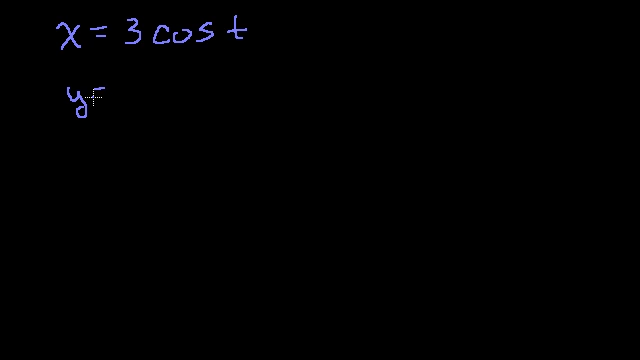 x = 3 cos t
y =